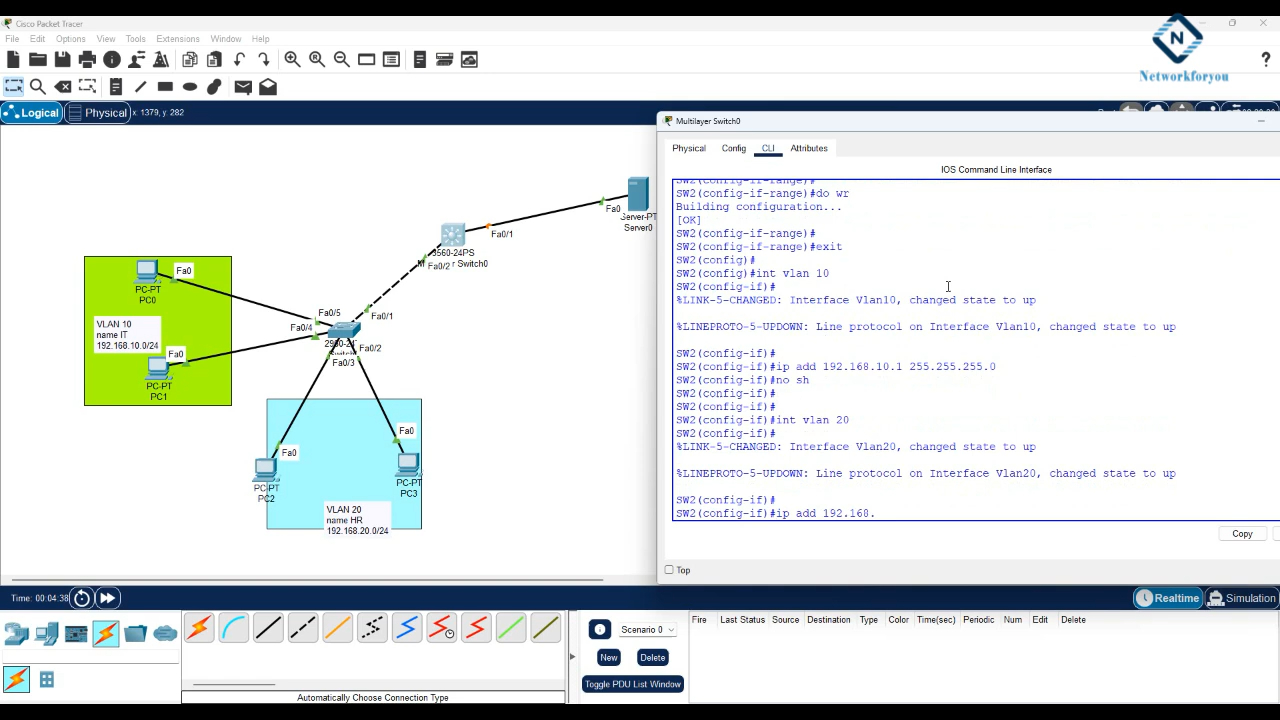 Cisco Packet Tracer
File Edit Options View Tools Extensions Window Help
N
Networkforyou
Logical Physical x: 1379, y: 282
Multilayer Switch0
Physical Config CLI Attributes
IOS Command Line Interface
SW2(config-if-range)#
SW2(config-if-range)#do wr
Building configuration...
[OK]
SW2(config-if-range)#
SW2(config-if-range)#exit
SW2(config)#
SW2(config)#int vlan 10
SW2(config-if)#
%LINK-5-CHANGED: Interface Vlan10, changed state to up
%LINEPROTO-5-UPDOWN: Line protocol on Interface Vlan10, changed state to up
SW2(config-if)#
SW2(config-if)#ip add 192.168.10.1 255.255.255.0
SW2(config-if)#no sh
SW2(config-if)#
SW2(config-if)#
SW2(config-if)#int vlan 20
SW2(config-if)#
%LINK-5-CHANGED: Interface Vlan20, changed state to up
%LINEPROTO-5-UPDOWN: Line protocol on Interface Vlan20, changed state to up
SW2(config-if)#
SW2(config-if)#ip add 192.168.
Copy
Top
Fa0
Server-PT
Server0
Fa0/1
3560-24PS
Switch0
Fa0/2
Fa0
PC-PT
PC0
VLAN 10
name IT
192.168.10.0/24
Fa0
PC-PT
PC1
Fa0/5
Fa0/1
Fa0/4
Fa0/2
Fa0/3
Fa0
PC-PT
PC2
Fa0
PC-PT
PC3
VLAN 20
name HR
192.168.20.0/24
Time: 00:04:38
Realtime Simulation
Scenario 0
New Delete
Toggle PDU List Window
Fire Last Status Source Destination Type Color Time(sec) Periodic Num Edit Delete
Automatically Choose Connection Type